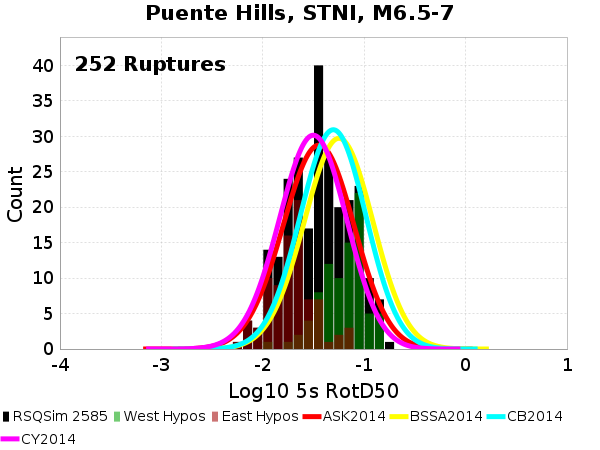 Puente Hills, STNI, M6.5-7
252 Ruptures
40
35
30
25
20
15
10
5
0
Count
-4 -3 -2 -1 0 1
Log10 5s RotD50
RSQSim 2585 West Hypos East Hypos ASK2014 BSSA2014 CB2014
CY2014